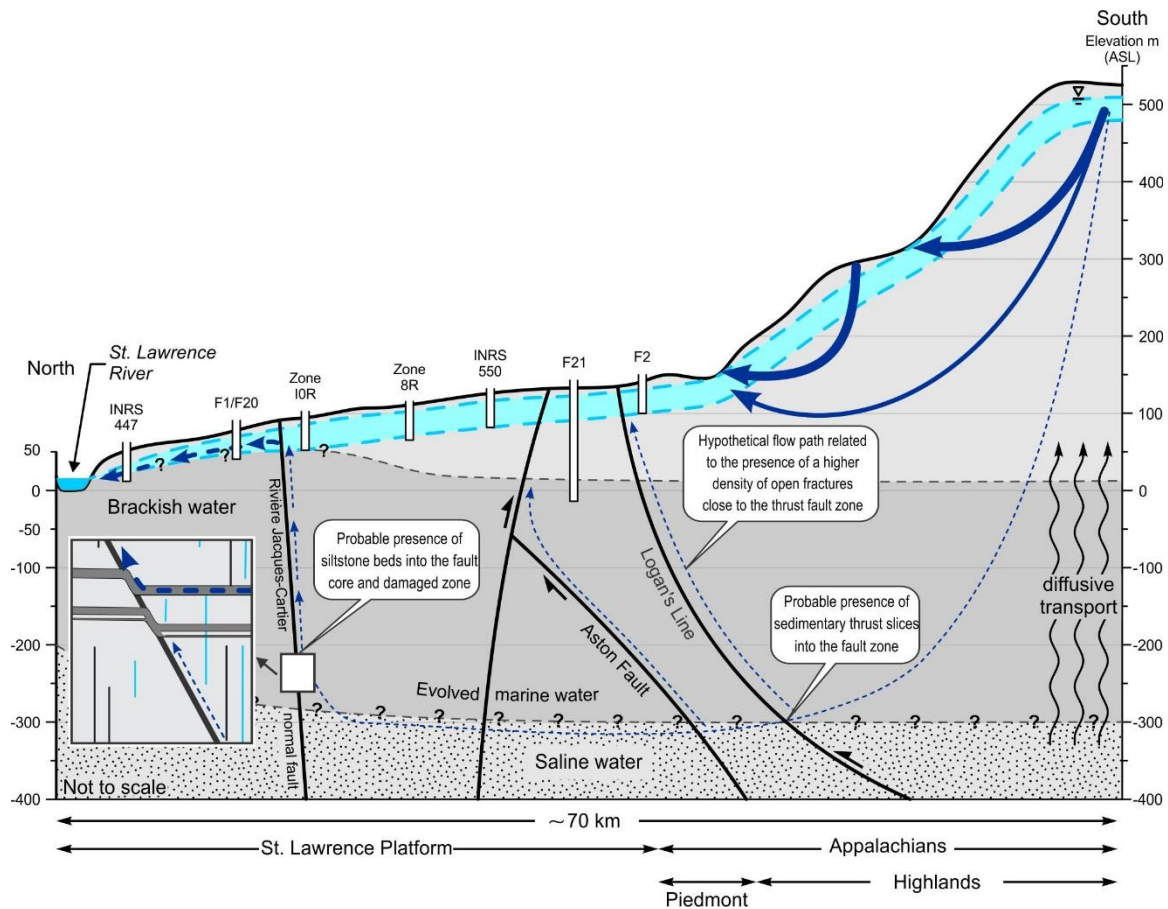 South
Elevation m
(ASL)
500
400
300
200
100
0
-100
-200
-300
-400
North
St. Lawrence
River
INRS
447
F1/F20
Zone
I0R
Zone
8R
INRS
550
F21
F2
50
0
-50
-100
-200
-300
-400
?
?
?
Brackish water
Rivière Jacques-Cartier
normal fault
Probable presence of
siltstone beds into the fault
core and damaged zone
Hypothetical flow path related
to the presence of a higher
density of open fractures
close to the thrust fault zone
Logan's Line
Aston Fault
Probable presence of
sedimentary thrust slices
into the fault zone
diffusive
transport
Evolved marine water
? ? ? ? ? ? ? ? ? ? ?
Saline water
Not to scale
~70 km
St. Lawrence Platform
Appalachians
Piedmont
Highlands